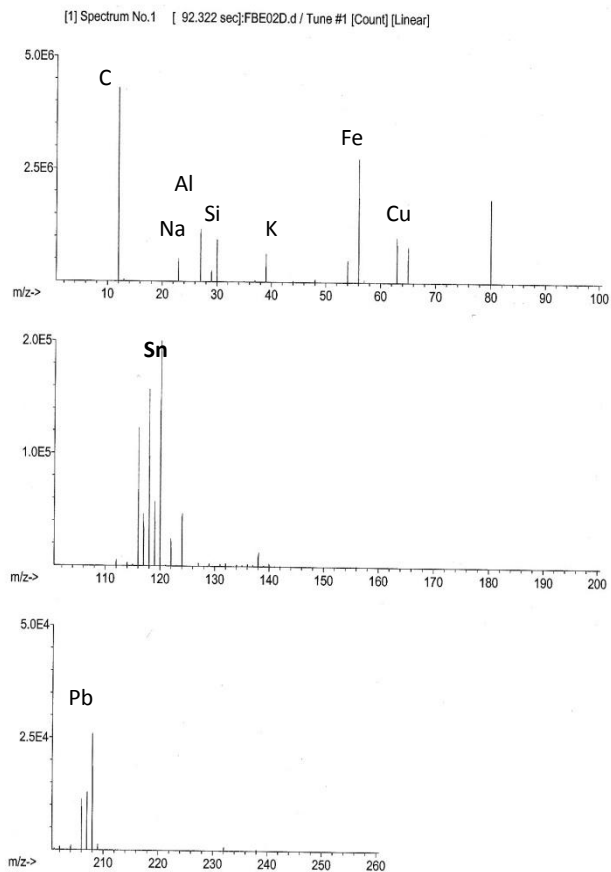 [1] Spectrum No.1 [ 92.322 sec]:FBE02D.d / Tune #1 [Count] [Linear]
5.0E6
C
Fe
2.5E6
Al
Si
Na
K
Cu
m/z->
10 20 30 40 50 60 70 80 90 100
2.0E5
Sn
1.0E5
m/z->
110 120 130 140 150 160 170 180 190 200
5.0E4
Pb
2.5E4
m/z->
210 220 230 240 250 260